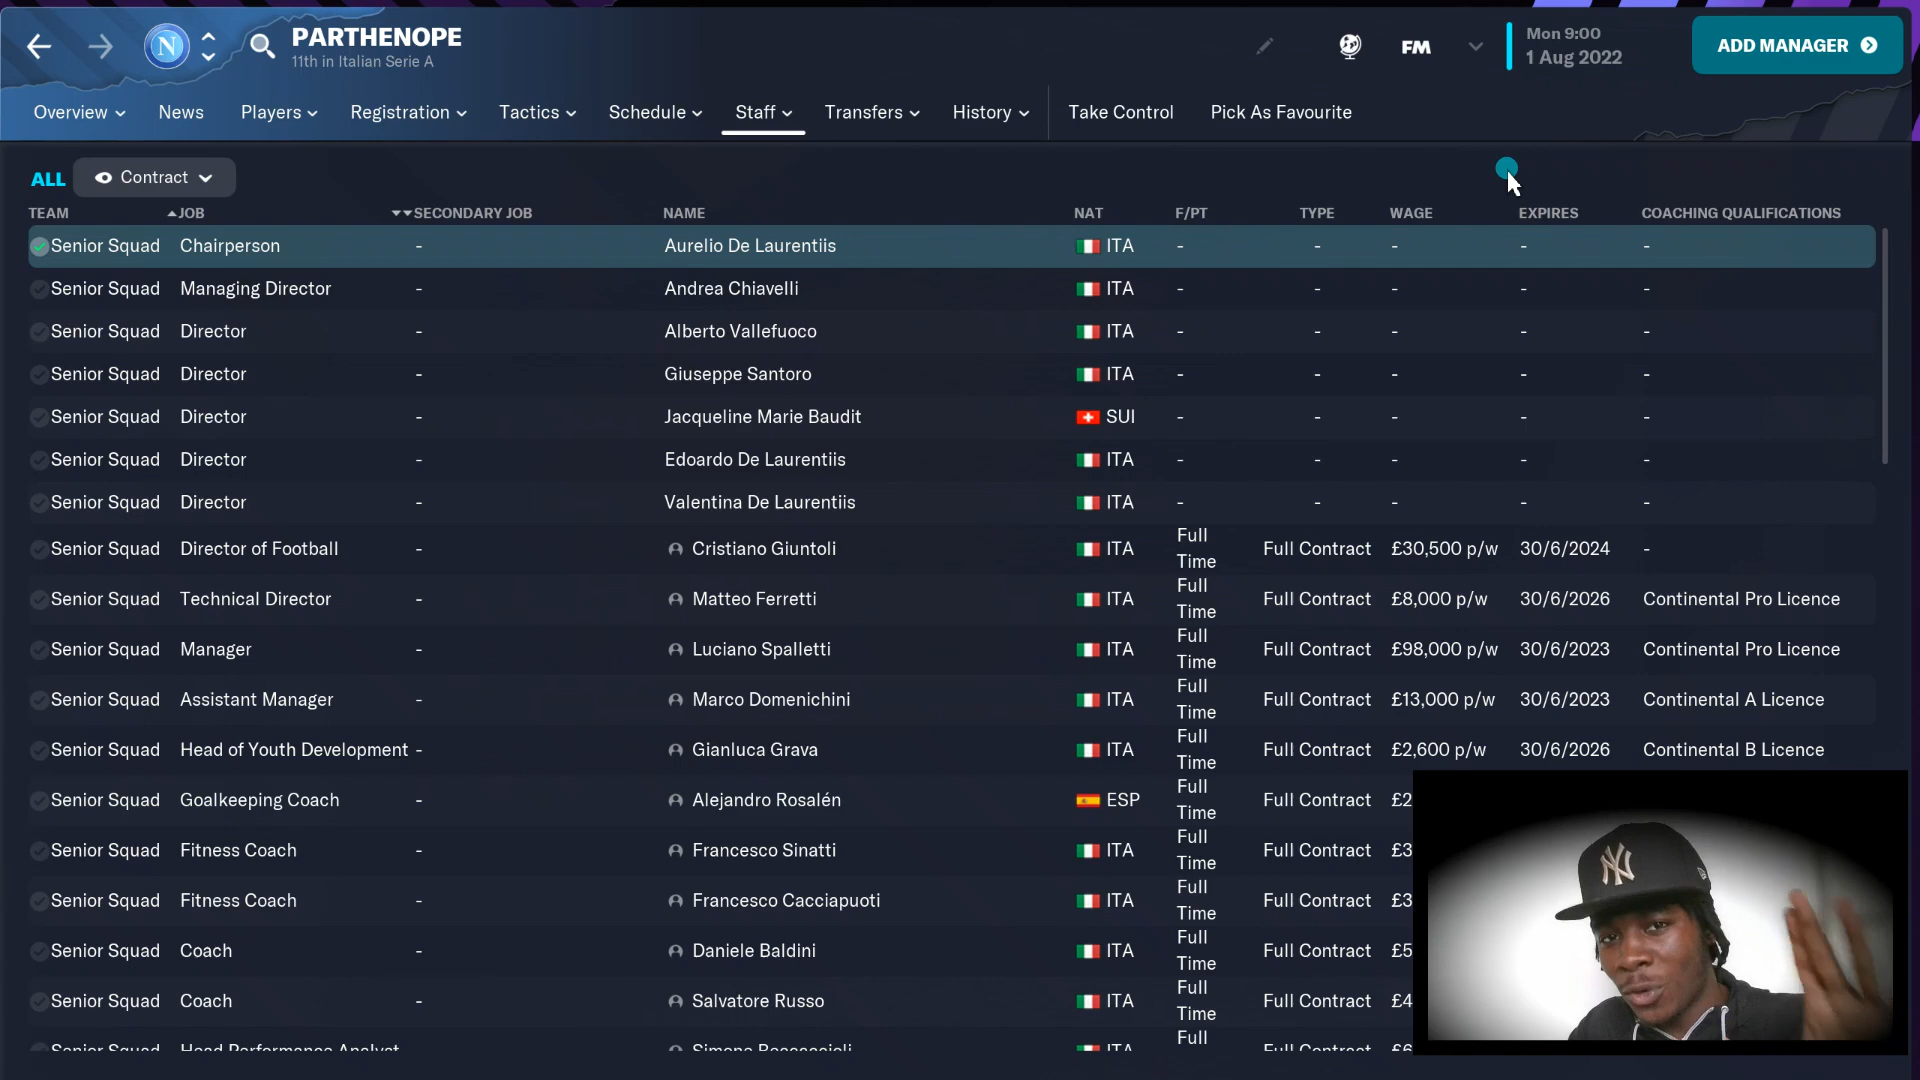 PARTHENOPE
11th in Italian Serie A
FM
Mon 9:00
1 Aug 2022
ADD MANAGER
Overview News Players Registration Tactics Schedule Staff Transfers History Take Control Pick As Favourite
ALL Contract
TEAM JOB SECONDARY JOB NAME NAT F/PT TYPE WAGE EXPIRES COACHING QUALIFICATIONS
Senior Squad Chairperson - Aurelio De Laurentiis ITA - - - - -
Senior Squad Managing Director - Andrea Chiavelli ITA - - - - -
Senior Squad Director - Alberto Vallefuoco ITA - - - - -
Senior Squad Director - Giuseppe Santoro ITA - - - - -
Senior Squad Director - Jacqueline Marie Baudit SUI - - - - -
Senior Squad Director - Edoardo De Laurentiis ITA - - - - -
Senior Squad Director - Valentina De Laurentiis ITA - - - - -
Senior Squad Director of Football - Cristiano Giuntoli ITA Full Time Full Contract £30,500 p/w 30/6/2024 -
Senior Squad Technical Director - Matteo Ferretti ITA Full Time Full Contract £8,000 p/w 30/6/2026 Continental Pro Licence
Senior Squad Manager - Luciano Spalletti ITA Full Time Full Contract £98,000 p/w 30/6/2023 Continental Pro Licence
Senior Squad Assistant Manager - Marco Domenichini ITA Full Time Full Contract £13,000 p/w 30/6/2023 Continental A Licence
Senior Squad Head of Youth Development - Gianluca Grava ITA Full Time Full Contract £2,600 p/w 30/6/2026 Continental B Licence
Senior Squad Goalkeeping Coach - Alejandro Rosalén ESP Full Time Full Contract £2
Senior Squad Fitness Coach - Francesco Sinatti ITA Full Time Full Contract £3
Senior Squad Fitness Coach - Francesco Cacciapuoti ITA Full Time Full Contract £3
Senior Squad Coach - Daniele Baldini ITA Full Time Full Contract £5
Senior Squad Coach - Salvatore Russo ITA Full Time Full Contract £4
Senior Squad Head Performance Analyst ITA Full Full Contract £6
NY